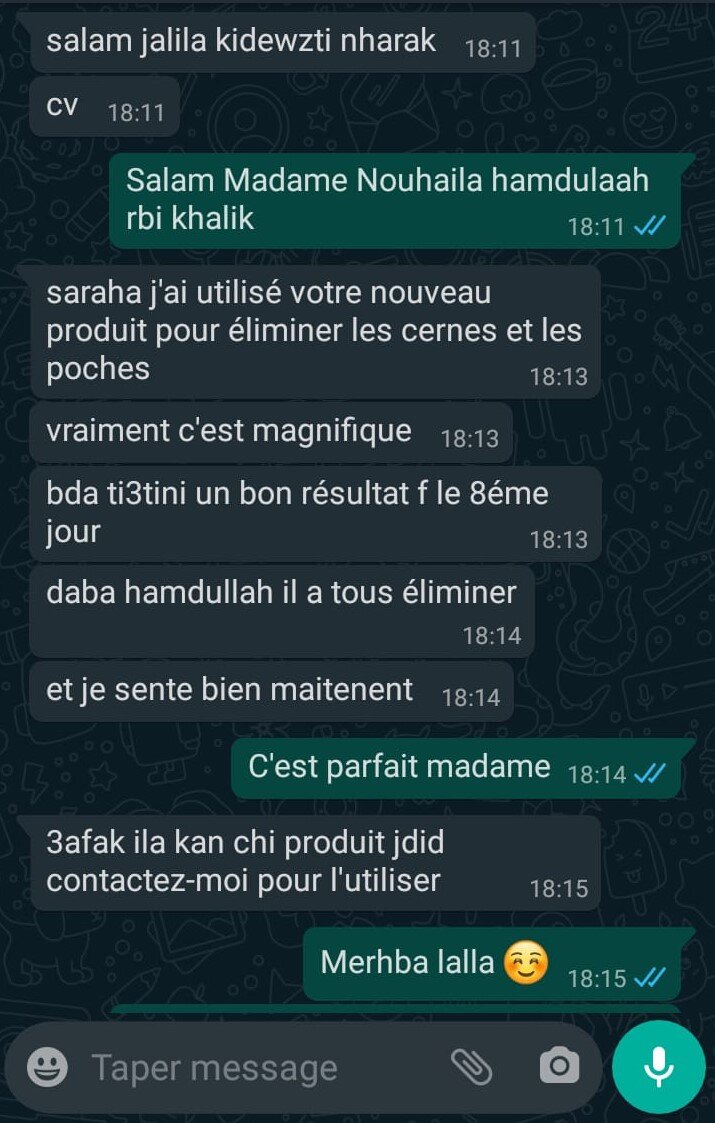 salam jalila kidewzti nharak 18:11
cv 18:11
Salam Madame Nouhaila hamdulaah
rbi khalik 18:11
saraha j'ai utilisé votre nouveau
produit pour éliminer les cernes et les
poches 18:13
vraiment c'est magnifique 18:13
bda ti3tini un bon résultat f le 8éme
jour 18:13
daba hamdullah il a tous éliminer
18:14
et je sente bien maitenent 18:14
C'est parfait madame 18:14
3afak ila kan chi produit jdid
contactez-moi pour l'utiliser 18:15
Merhba lalla ☺️ 18:15
Taper message